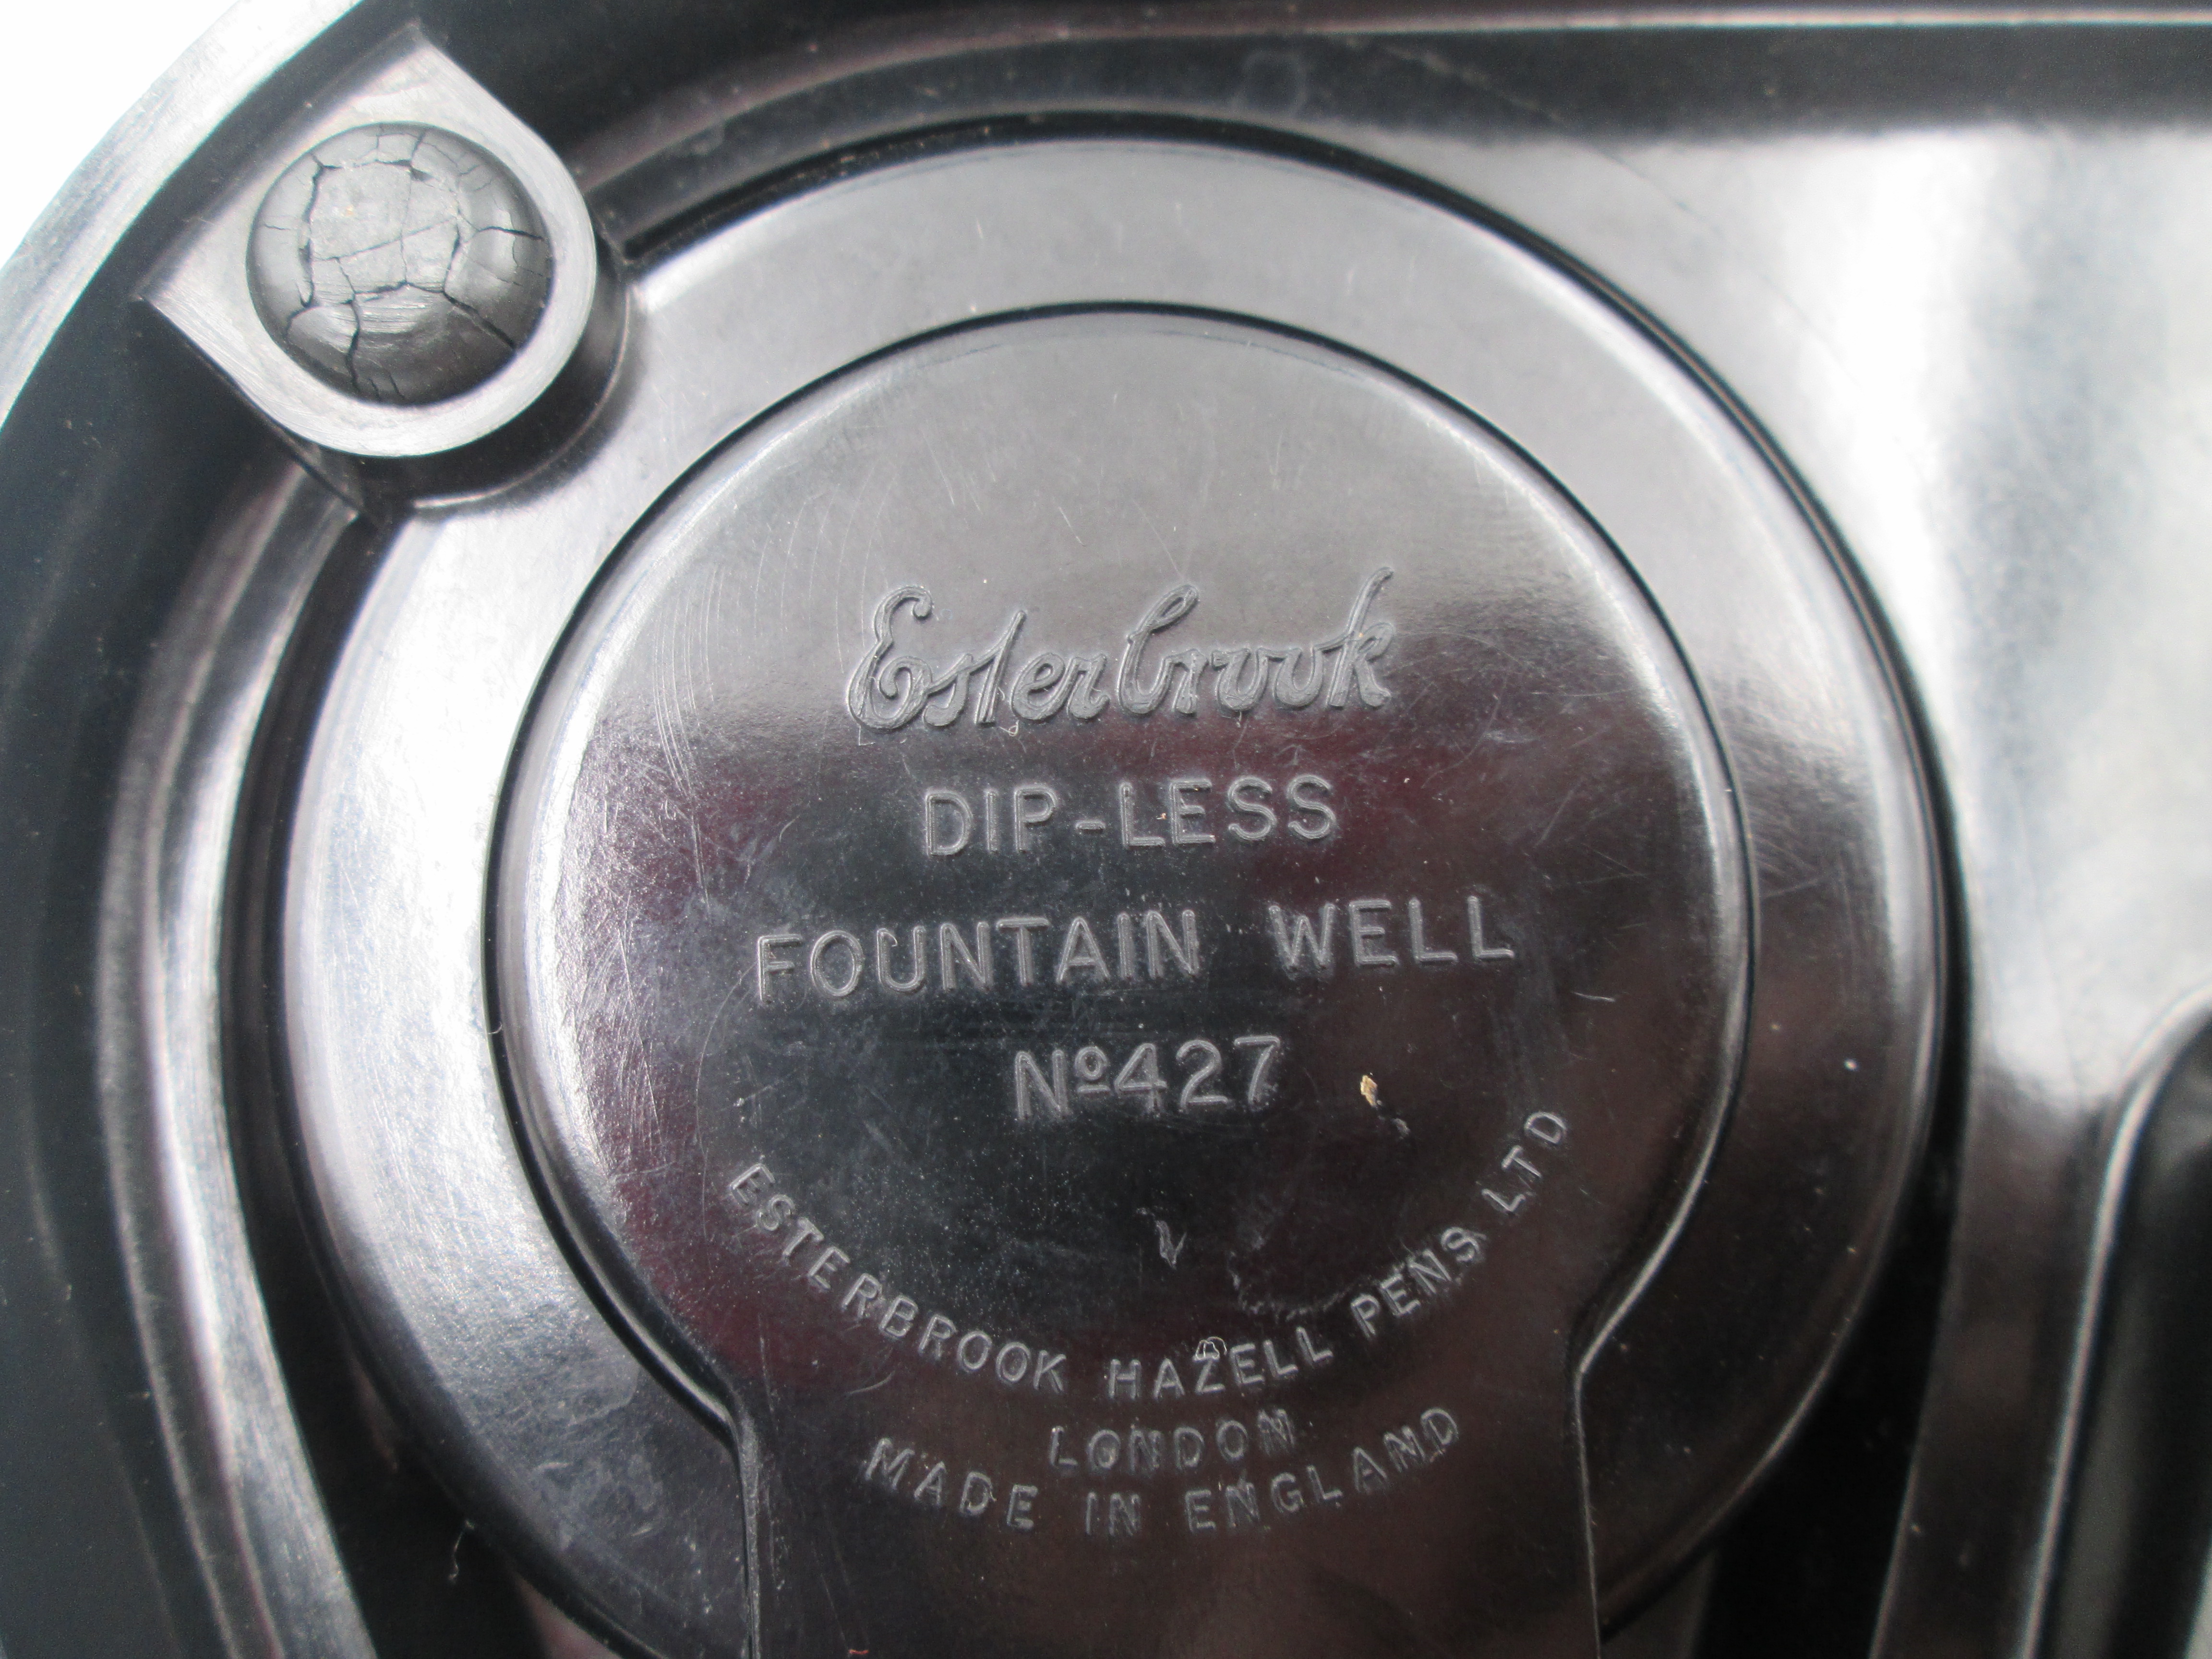 Esterbrook
DIP-LESS
FOUNTAIN WELL
Nº427
ESTERBROOK HAZELL PENS LTD
LONDON
MADE IN ENGLAND